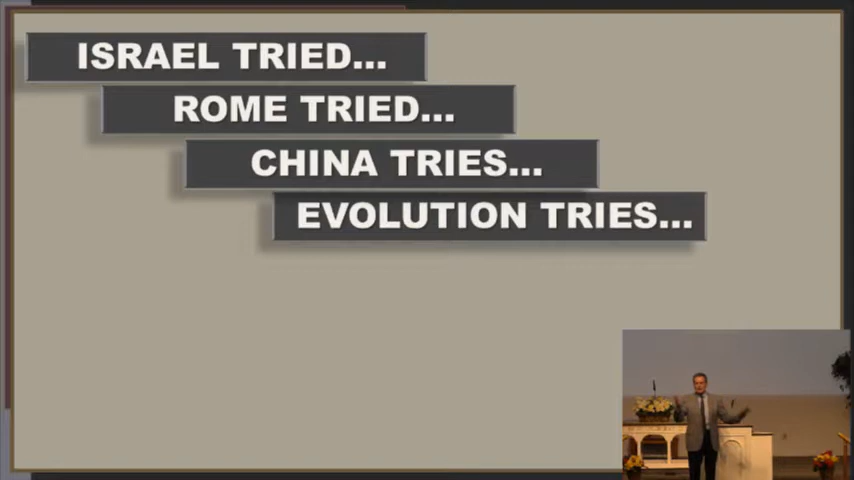 ISRAEL TRIED...
ROME TRIED...
CHINA TRIES...
EVOLUTION TRIES...